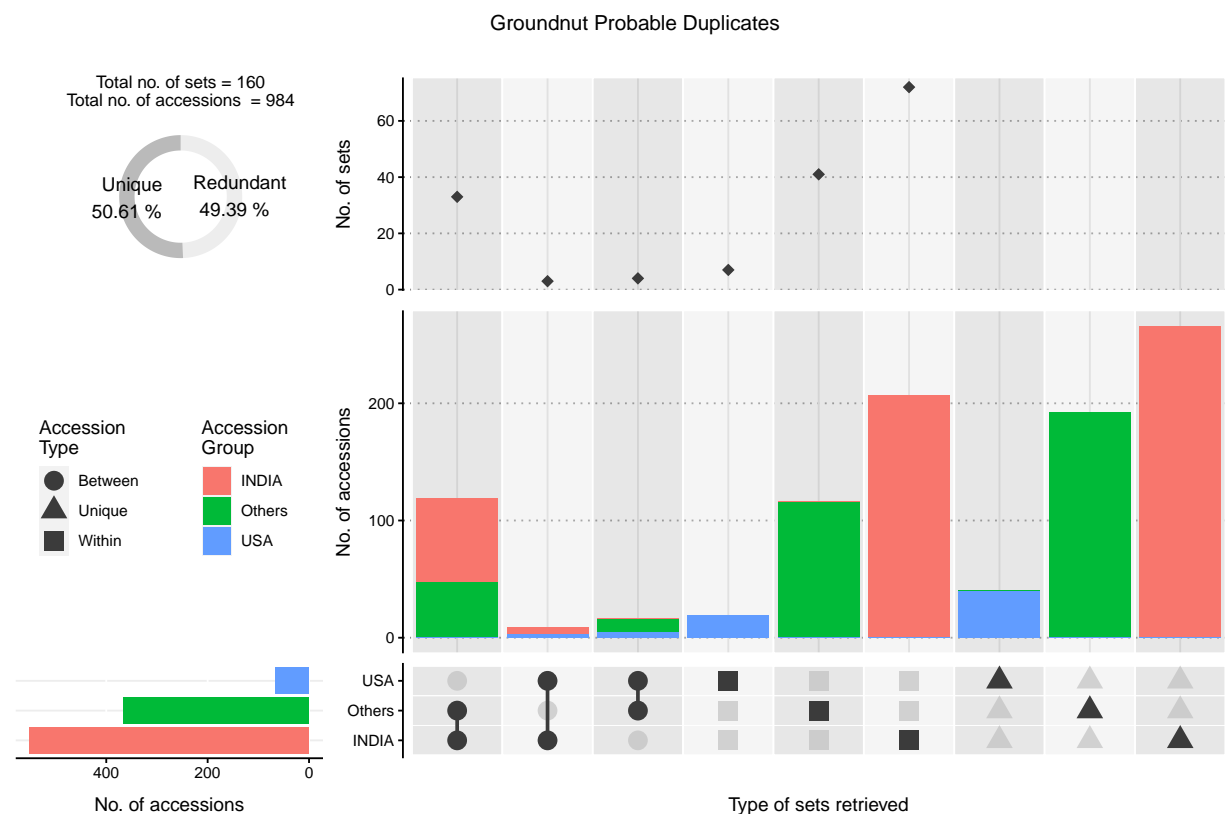 Groundnut Probable Duplicates
Total no. of sets = 160
Total no. of accessions  = 984
Unique
50.61 %
Redundant
49.39 %
No. of sets
60
40
20
0
No. of accessions
200
100
0
Accession
Type
Between
Unique
Within
Accession
Group
INDIA
Others
USA
USA
Others
INDIA
400
200
0
No. of accessions
Type of sets retrieved